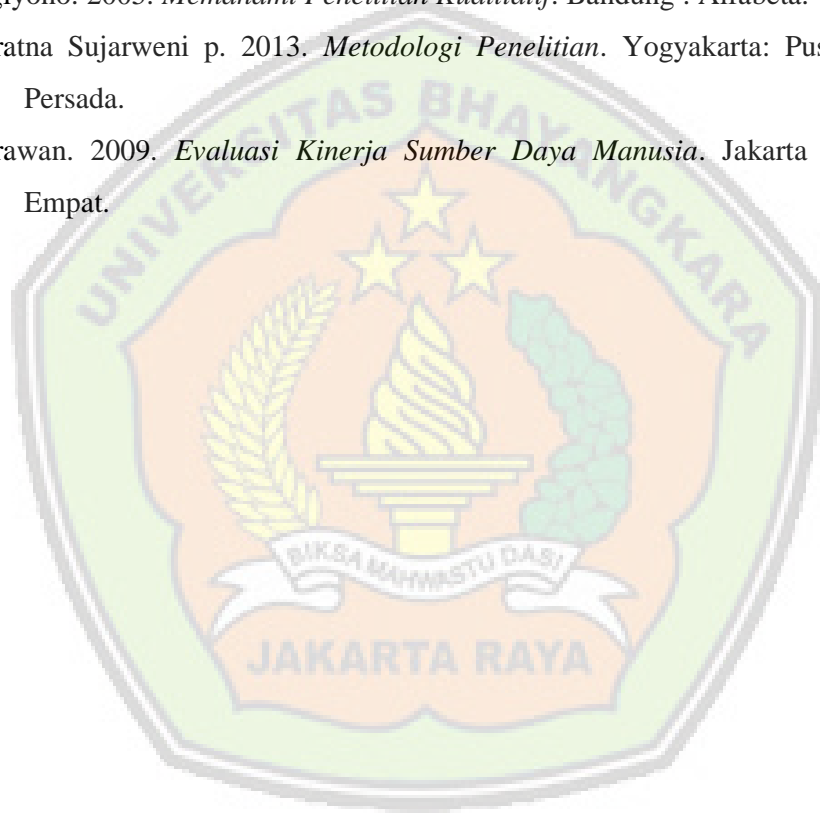 giyono. 2005. Memahami Penelitian Kualitatif. Bandung : Alfabeta.
ratna Sujarweni p. 2013. Metodologi Penelitian. Yogyakarta: Pus
Persada.
rawan. 2009. Evaluasi Kinerja Sumber Daya Manusia. Jakarta
Empat.
UNIVERSITAS BHAYANGKARA
BIKSA MAHWASTU DASI
JAKARTA RAYA